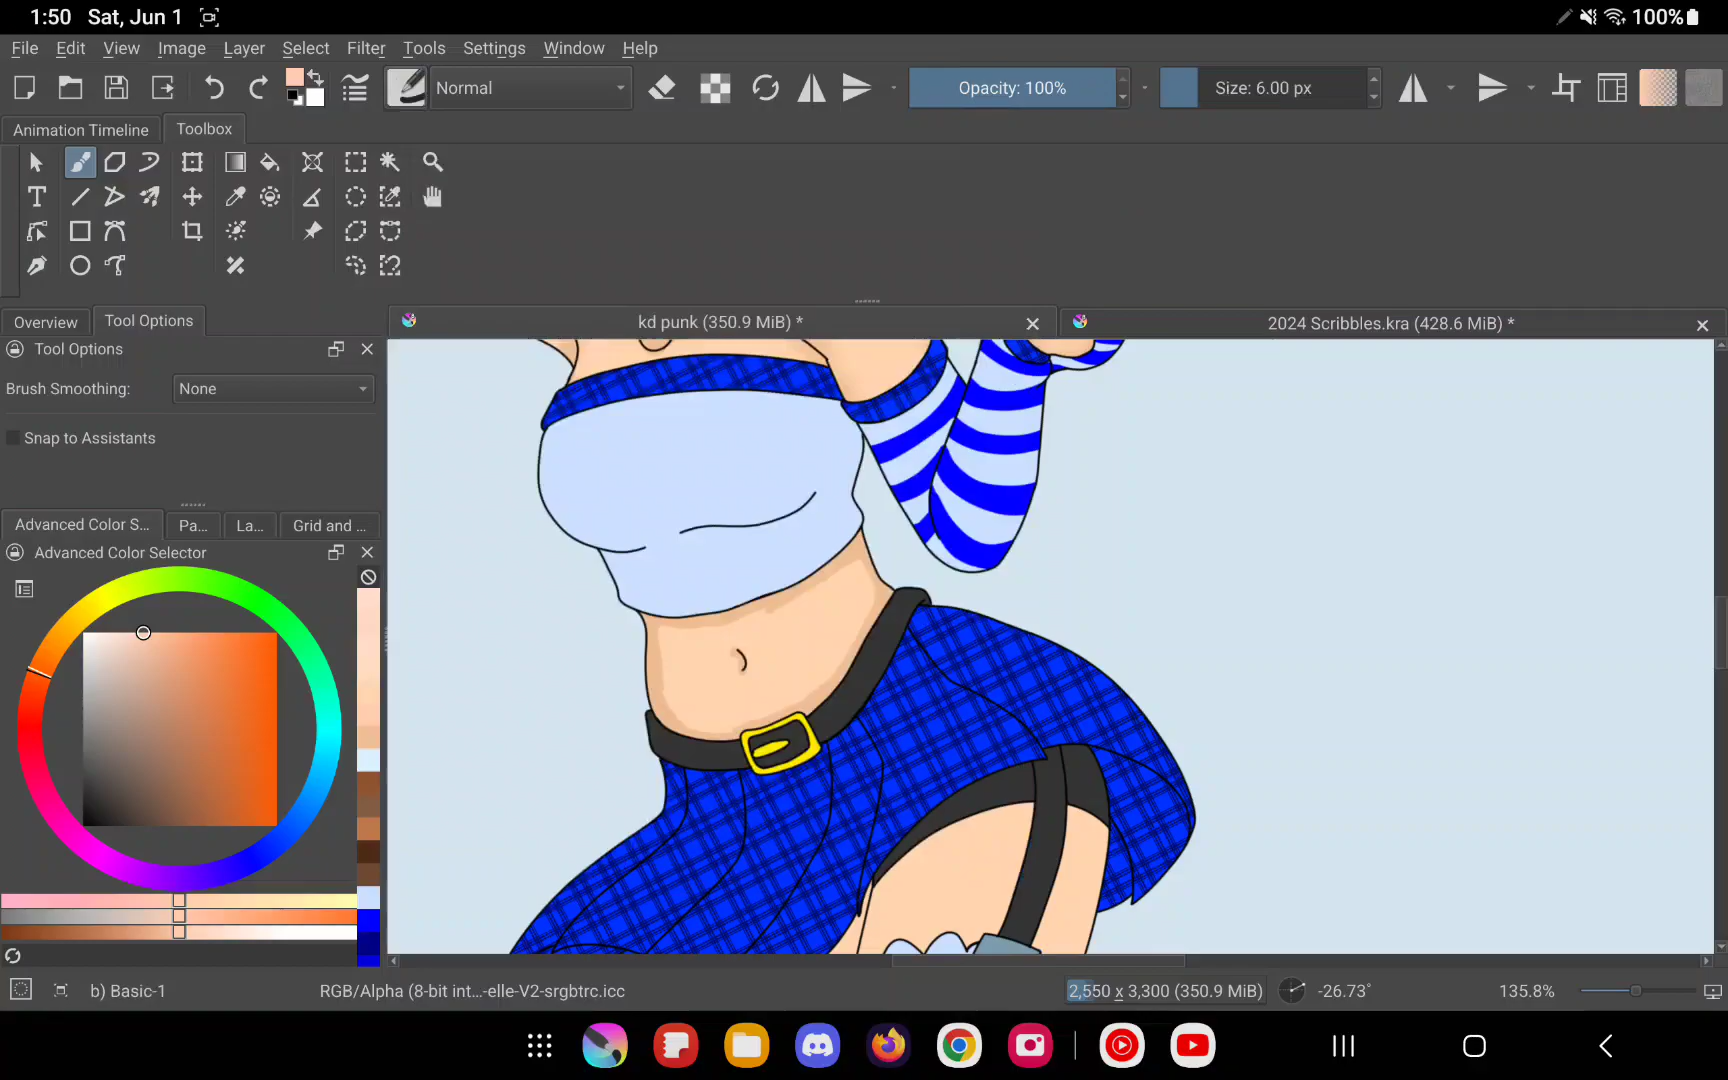 1:50 Sat, Jun 1 100%
File Edit View Image Layer Select Filter Tools Settings Window Help
Normal Opacity: 100% Size: 6.00 px
Animation Timeline Toolbox
Overview Tool Options kd punk (350.9 MiB) * 2024 Scribbles.kra (428.6 MiB) *
Tool Options
Brush Smoothing: None
Snap to Assistants
Advanced Color S... Pa... La... Grid and ...
Advanced Color Selector
b) Basic-1 RGB/Alpha (8-bit int...-elle-V2-srgbtrc.icc 2,550 x 3,300 (350.9 MiB) -26.73° 135.8%